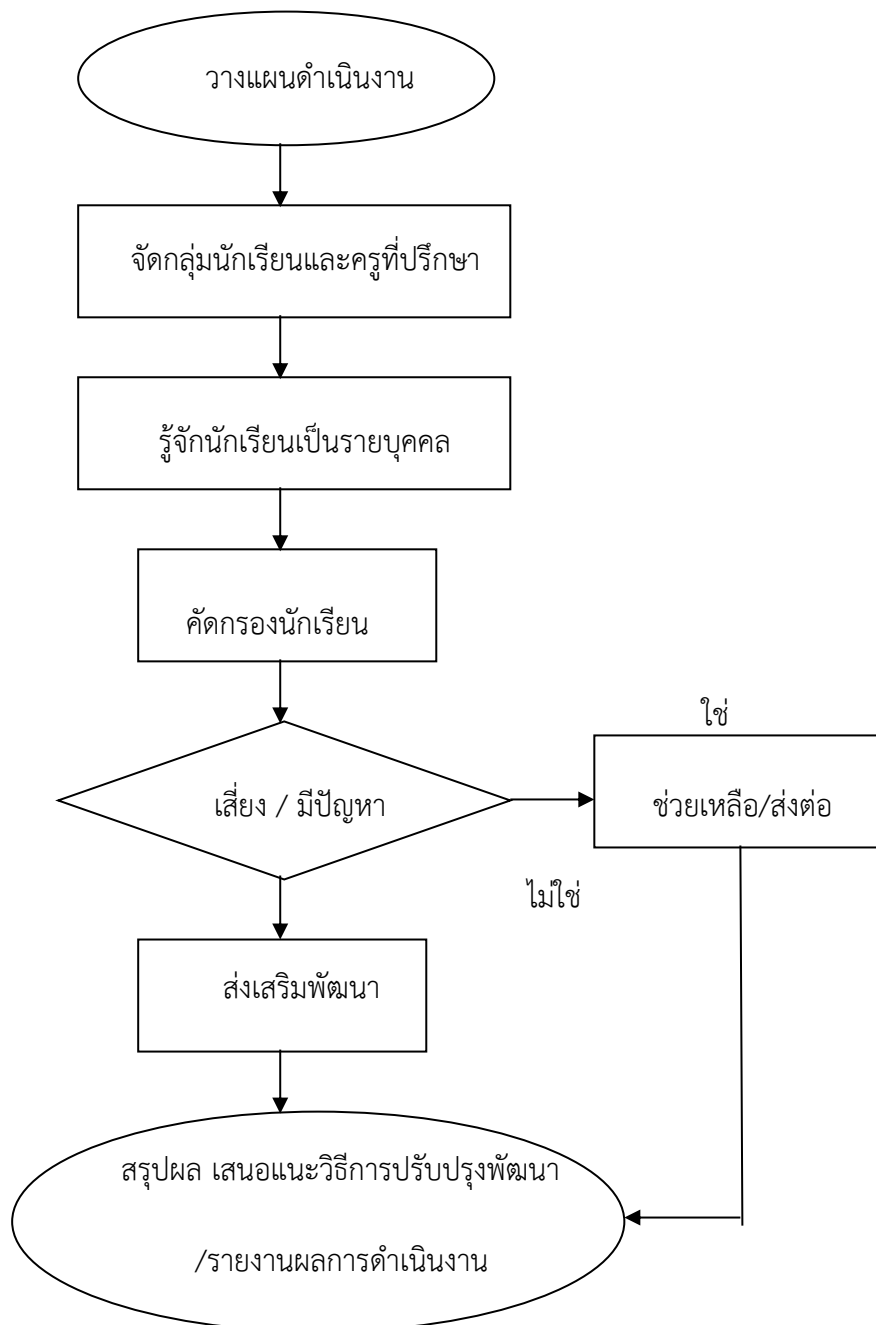 วางแผนดำเนินงาน
จัดกลุ่มนักเรียนและครูที่ปรึกษา
รู้จักนักเรียนเป็นรายบุคคล
คัดกรองนักเรียน
ใช่
เสี่ยง / มีปัญหา
ช่วยเหลือ/ส่งต่อ
ไม่ใช่
ส่งเสริมพัฒนา
สรุปผล เสนอแนะวิธีการปรับปรุงพัฒนา
/รายงานผลการดำเนินงาน